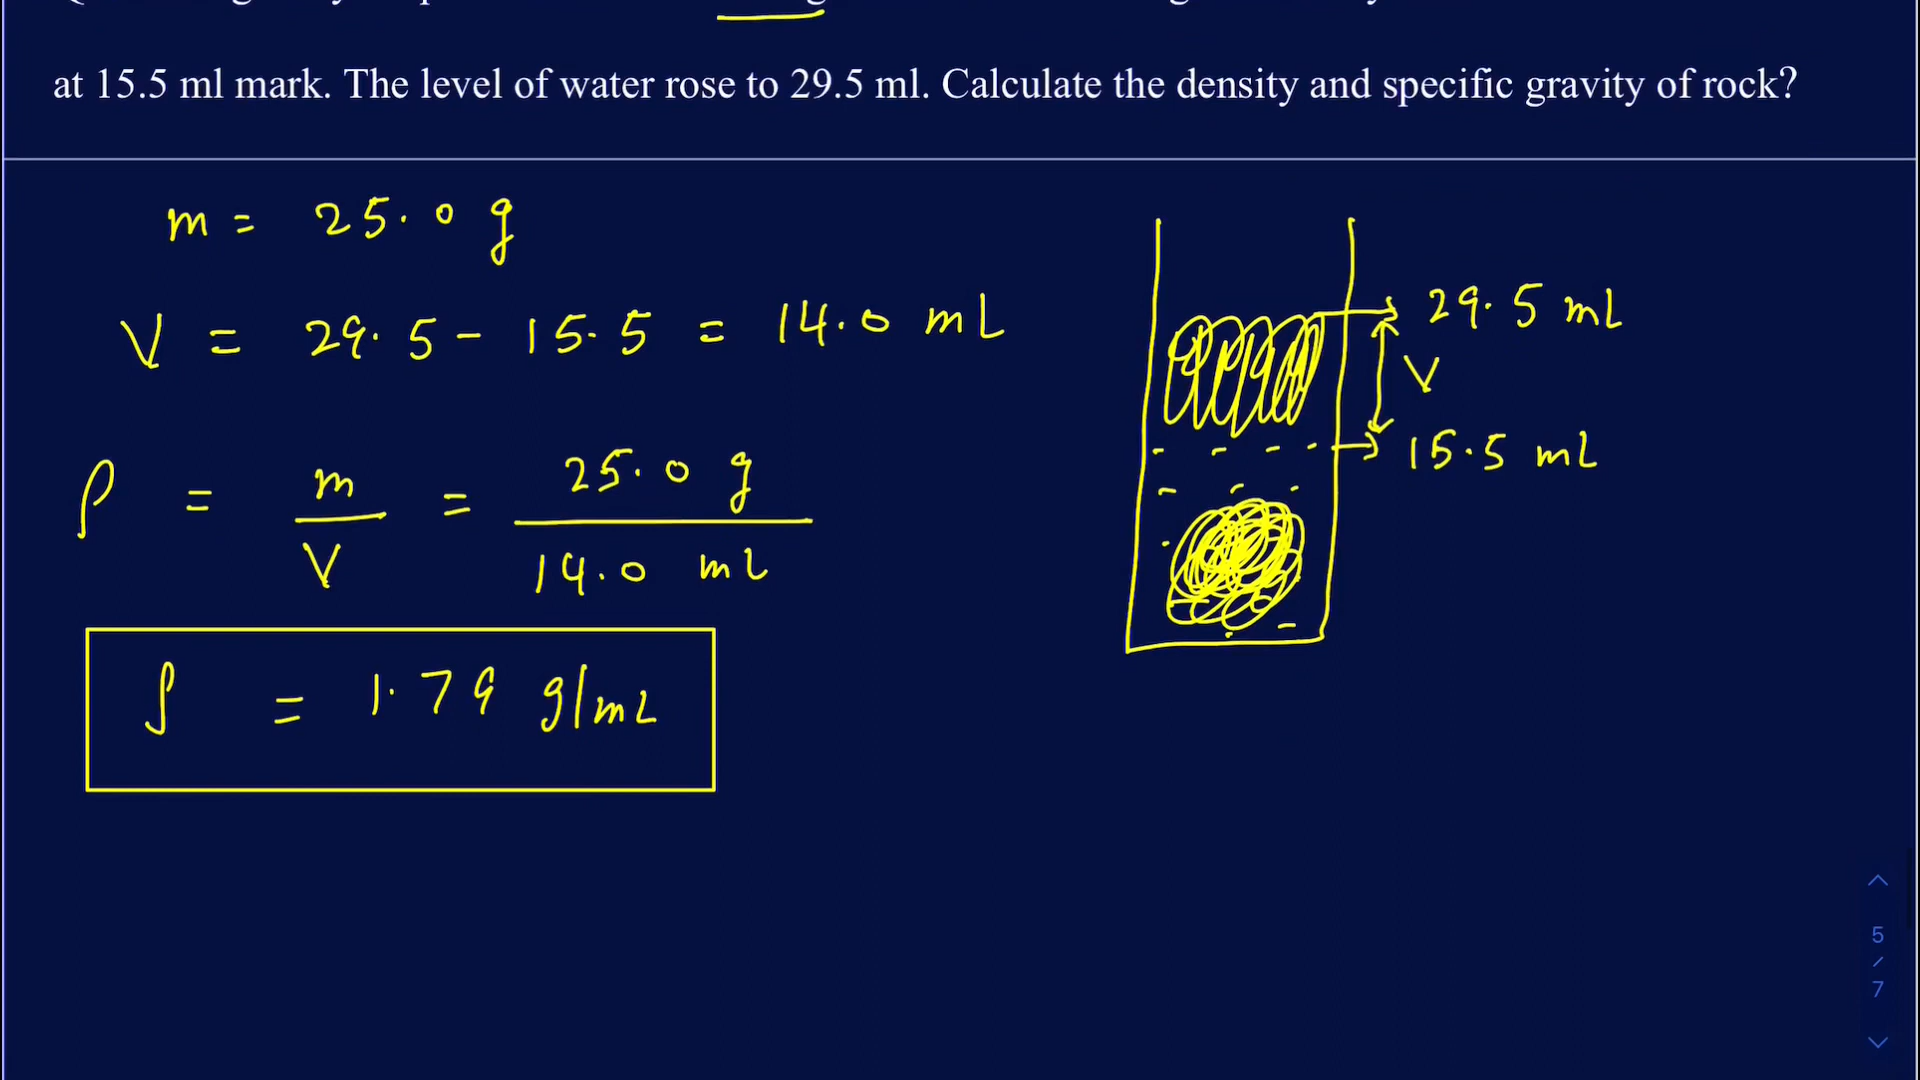 at 15.5 ml mark. The level of water rose to 29.5 ml. Calculate the density and specific gravity of rock?
m = 25.0 g
V = 29.5 - 15.5 = 14.0 mL
29.5 mL
V
15.5 mL
ρ = m / V = 25.0 g / 14.0 mL
ρ = 1.79 g/mL
5
/
7